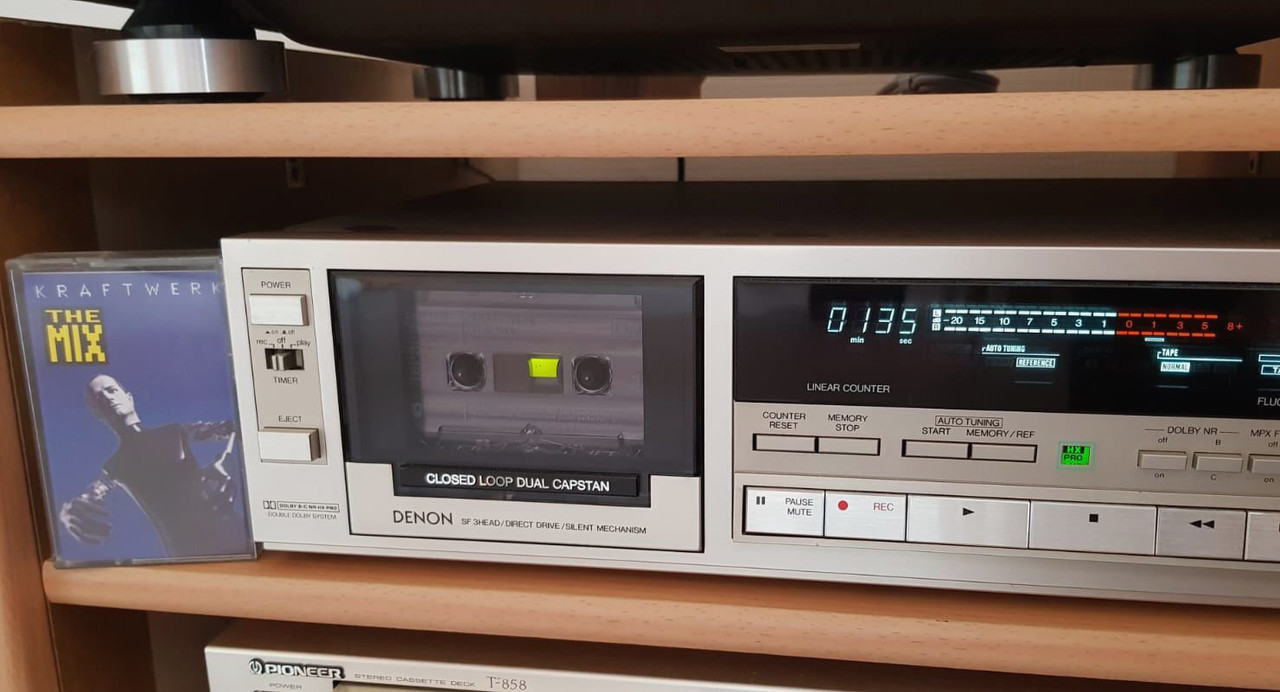 KRAFTWERK
THE
MIX
POWER
▲on ▲off
rec off play
TIMER
EJECT
DOLBY B-C NR HX PRO
DOUBLE DOLBY SYSTEM
CLOSED LOOP DUAL CAPSTAN
DENON SF 3HEAD/DIRECT DRIVE/SILENT MECHANISM
0135
min sec
L
R
-20 15 10 7 5 3 1 0 1 3 5 8+
AUTO TUNING
REFERENCE
TAPE
NORMAL
LINEAR COUNTER
COUNTER
RESET
MEMORY
STOP
AUTO TUNING
START MEMORY/REF
HX
PRO
DOLBY NR
off B
on C
MPX F
off
on
PAUSE
MUTE
REC
PIONEER STEREO CASSETTE DECK T-858
POWER